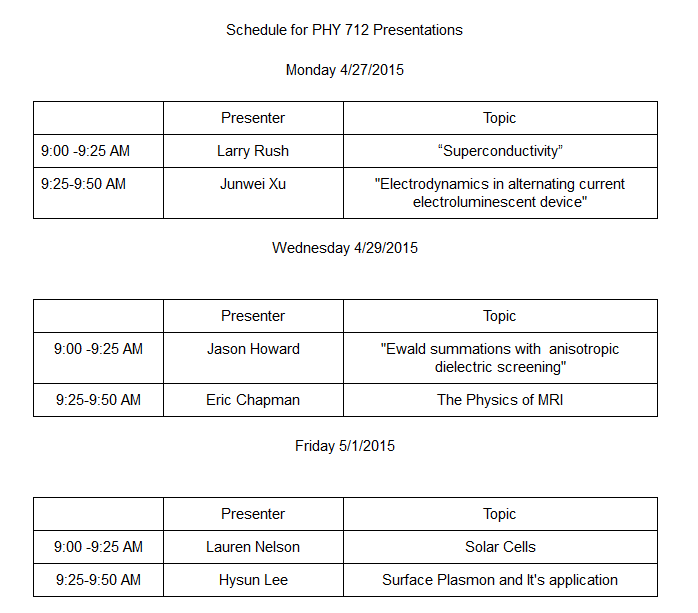 Schedule for PHY 712 Presentations
Monday 4/27/2015
Presenter Topic
9:00 -9:25 AM Larry Rush “Superconductivity”
9:25-9:50 AM Junwei Xu "Electrodynamics in alternating current
electroluminescent device"
Wednesday 4/29/2015
Presenter Topic
9:00 -9:25 AM Jason Howard "Ewald summations with  anisotropic
dielectric screening"
9:25-9:50 AM Eric Chapman The Physics of MRI
Friday 5/1/2015
Presenter Topic
9:00 -9:25 AM Lauren Nelson Solar Cells
9:25-9:50 AM Hysun Lee Surface Plasmon and It's application